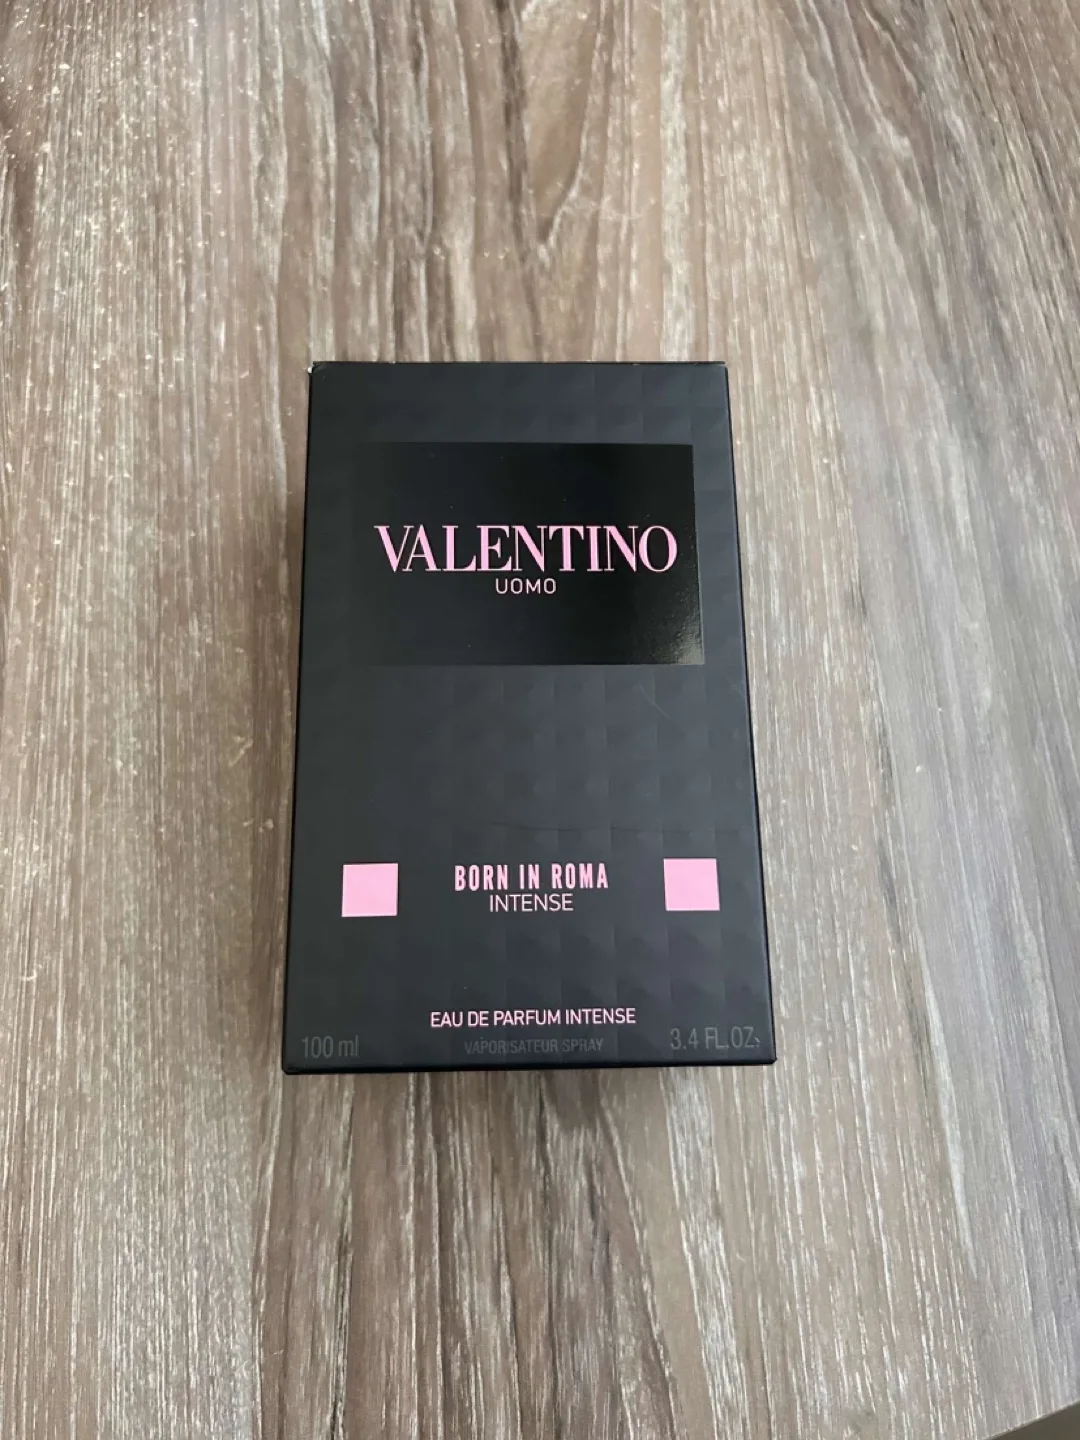 VALENTINO
UOMO
BORN IN ROMA
INTENSE
EAU DE PARFUM INTENSE
100 ml VAPORISATEUR SPRAY 3.4 FL.OZ.